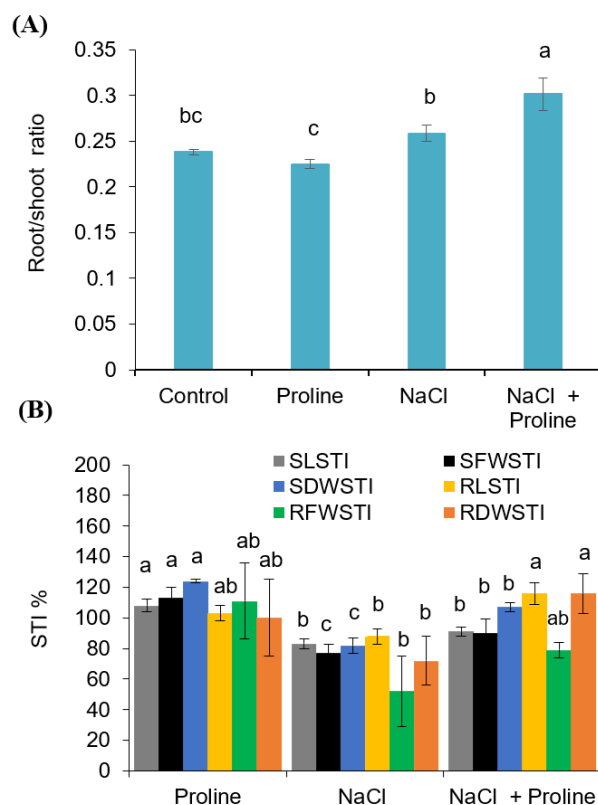 (A)
0.35
0.3
0.25
0.2
0.15
0.1
0.05
0
Root/shoot ratio
bc
c
b
a
Control
Proline
NaCl
NaCl +
Proline
(B)
SLSTI SFWSTI
SDWSTI RLSTI
RFWSTI RDWSTI
200
180
160
140
120
100
80
60
40
20
0
STI %
a a a ab ab ab
b c c b b b
b b b a ab a
Proline NaCl NaCl + Proline